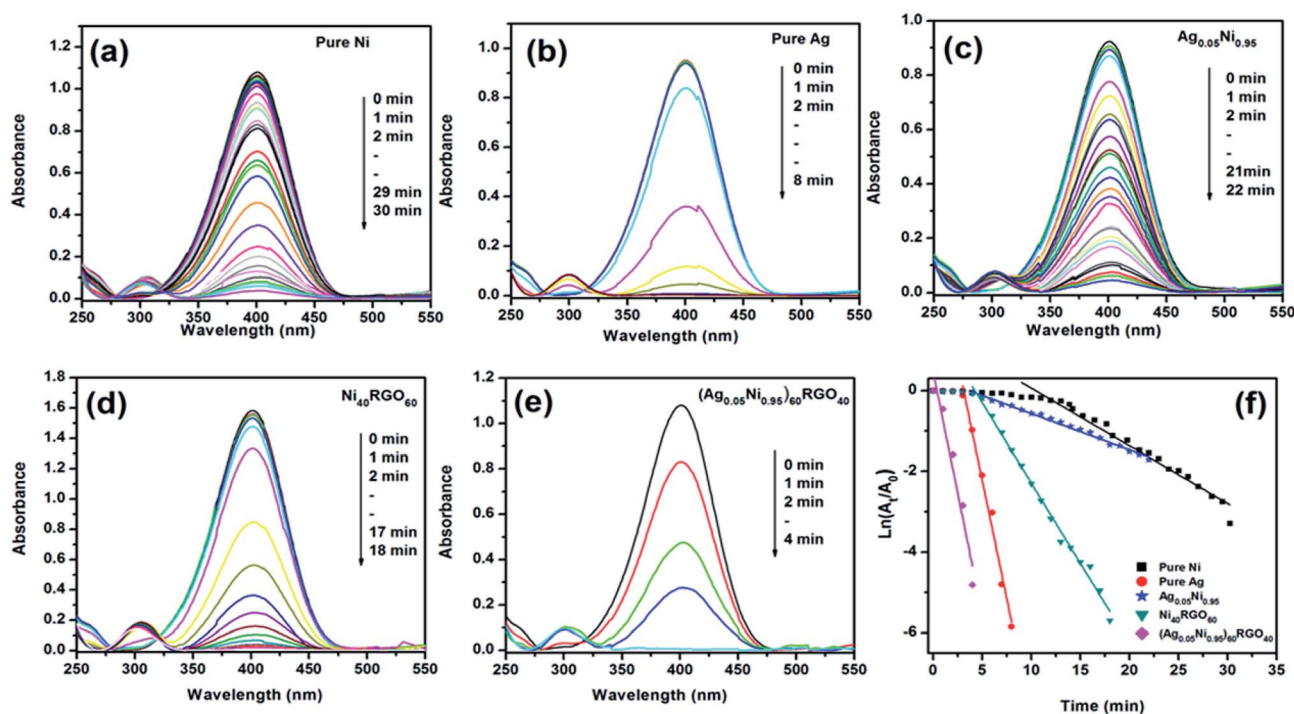 (a)
Pure Ni
0 min
1 min
2 min
-
-
29 min
30 min
Absorbance
1.2
1.0
0.8
0.6
0.4
0.2
0.0
250 300 350 400 450 500 550
Wavelength (nm)
(b)
Pure Ag
0 min
1 min
2 min
-
-
-
8 min
Absorbance
1.0
0.8
0.6
0.4
0.2
0.0
250 300 350 400 450 500 550
Wavelength (nm)
(c)
Ag0.05Ni0.95
0 min
1 min
2 min
-
-
21min
22 min
Absorbance
1.0
0.8
0.6
0.4
0.2
0.0
250 300 350 400 450 500 550
Wavelength (nm)
(d)
Ni40RGO60
0 min
1 min
2 min
-
-
17 min
18 min
Absorbance
1.8
1.6
1.4
1.2
1.0
0.8
0.6
0.4
0.2
0.0
250 300 350 400 450 500 550
Wavelength (nm)
(e)
(Ag0.05Ni0.95)60RGO40
0 min
1 min
2 min
-
4 min
Absorbance
1.2
1.0
0.8
0.6
0.4
0.2
0.0
250 300 350 400 450 500 550
Wavelength (nm)
(f)
Ln(At/A0)
0
-2
-4
-6
Pure Ni
Pure Ag
Ag0.05Ni0.95
Ni40RGO60
(Ag0.05Ni0.95)60RGO40
0 5 10 15 20 25 30 35
Time (min)